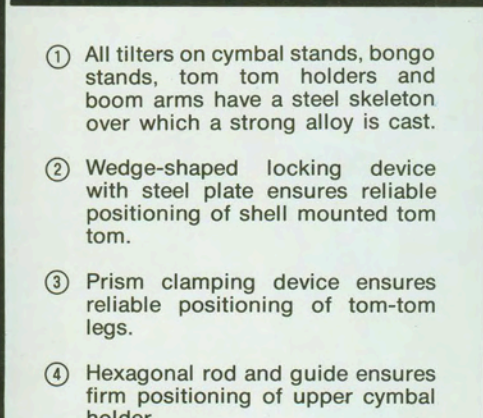 ① All tilters on cymbal stands, bongo
stands, tom tom holders and
boom arms have a steel skeleton
over which a strong alloy is cast.
② Wedge-shaped locking device
with steel plate ensures reliable
positioning of shell mounted tom
tom.
③ Prism clamping device ensures
reliable positioning of tom-tom
legs.
④ Hexagonal rod and guide ensures
firm positioning of upper cymbal
holder